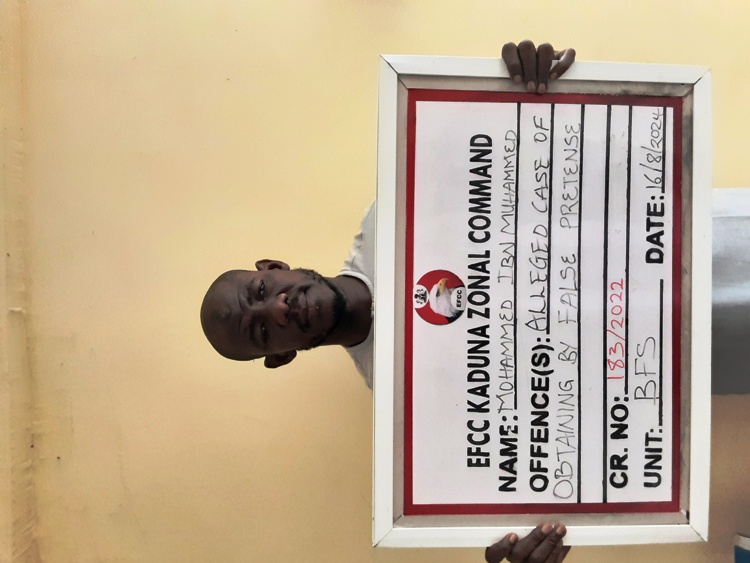 EFCC
EFCC KADUNA ZONAL COMMAND
NAME: MOHAMMED IBN MUHAMMED
OFFENCE(S): ALLEGED CASE OF
OBTAINING BY FALSE PRETENSE
CR. NO: 183/2022
UNIT: BFS DATE: 16/8/2024